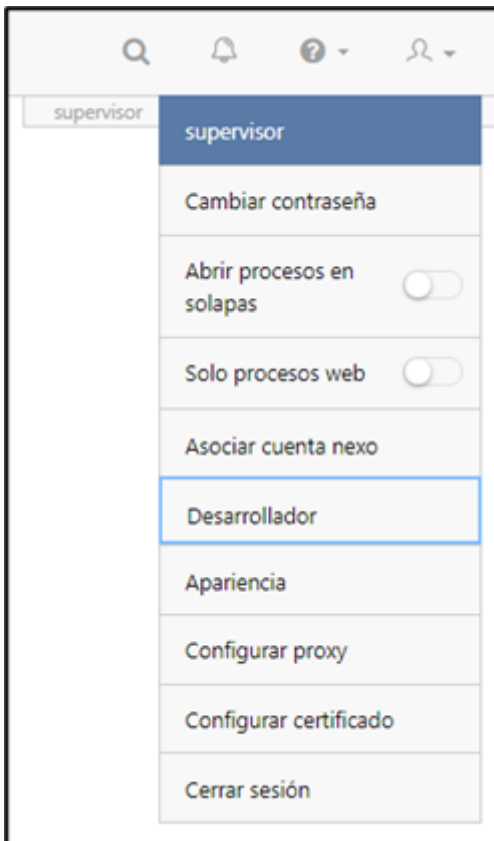 supervisor
supervisor
Cambiar contraseña
Abrir procesos en
solapas
Solo procesos web
Asociar cuenta nexo
Desarrollador
Apariencia
Configurar proxy
Configurar certificado
Cerrar sesión